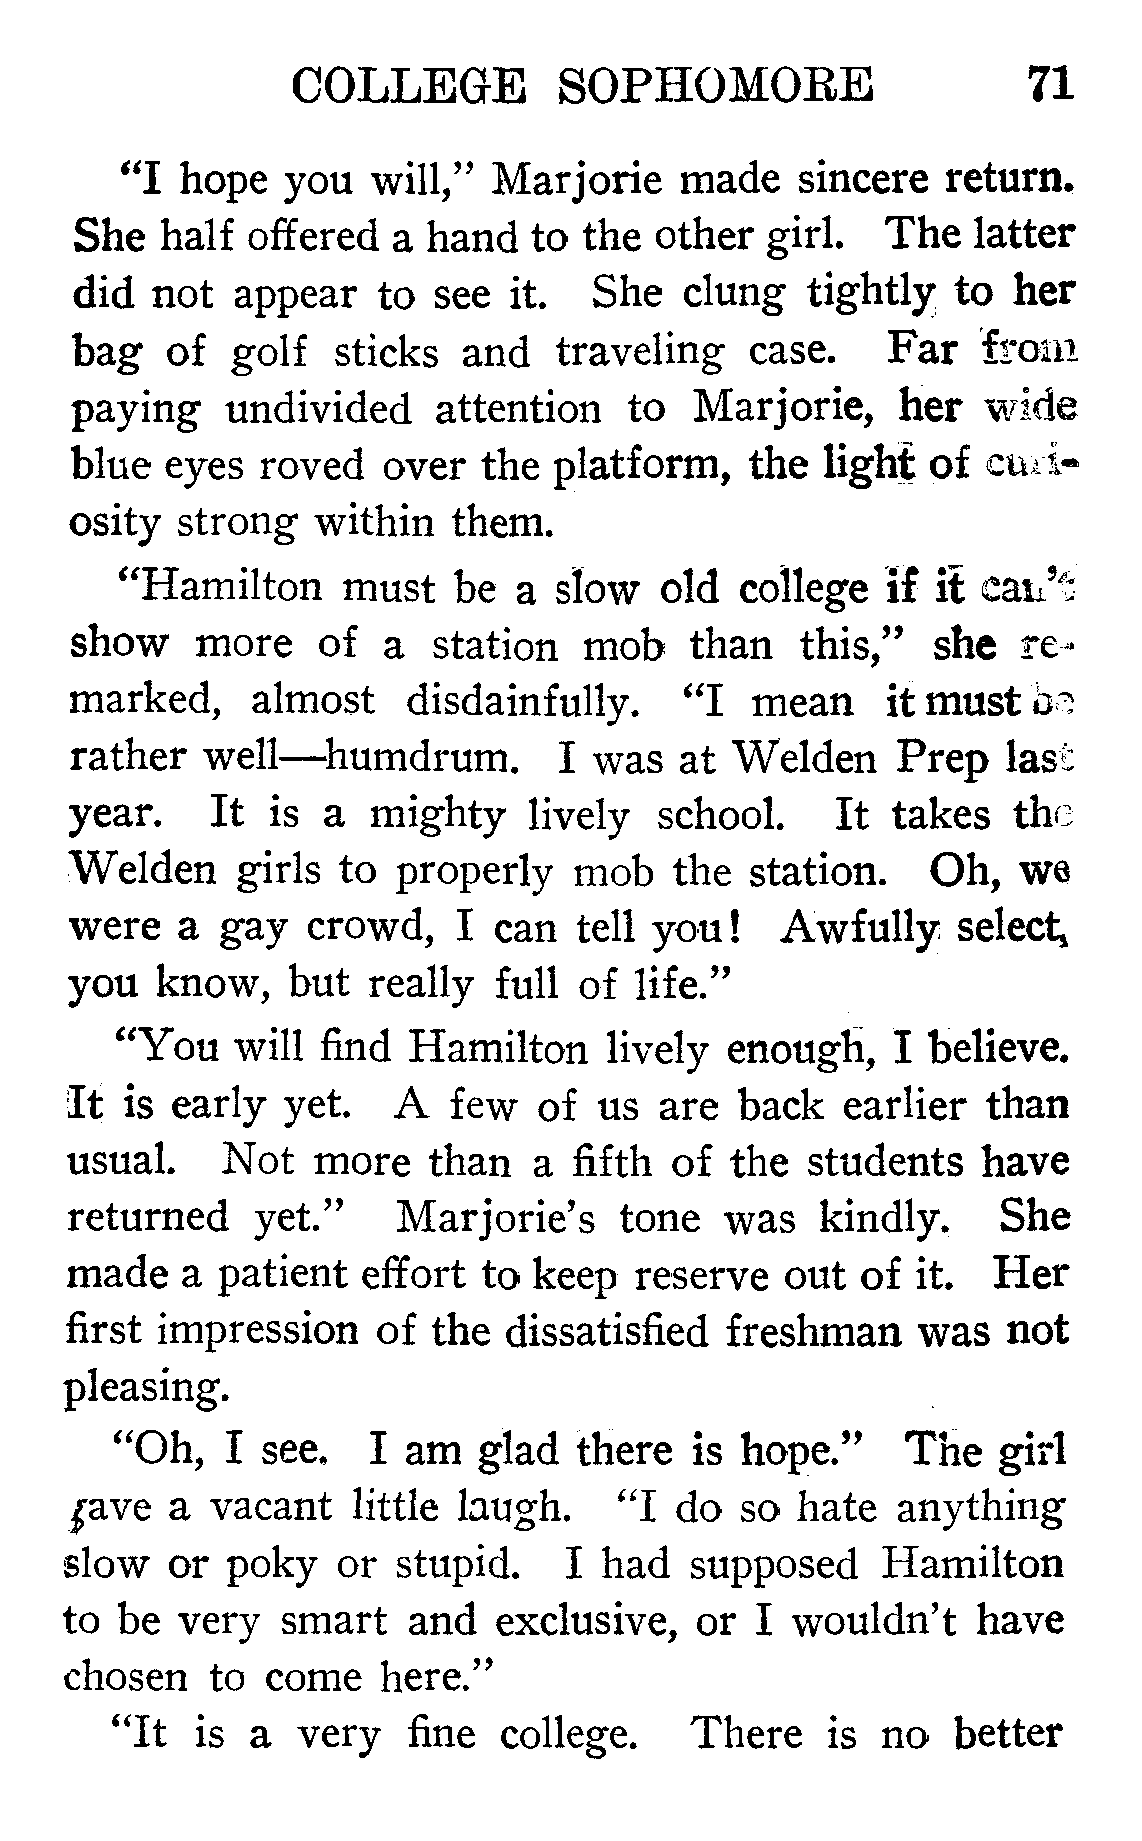 COLLEGE SOPHOMORE 71
“I hope you will,” Marjorie made sincere return.
She half offered a hand to the other girl. The latter
did not appear to see it. She clung tightly to her
bag of golf sticks and traveling case. Far from
paying undivided attention to Marjorie, her wide
blue eyes roved over the platform, the light of curi-
osity strong within them.
“Hamilton must be a slow old college if it can’t
show more of a station mob than this,” she re-
marked, almost disdainfully. “I mean it must be
rather well—humdrum. I was at Welden Prep last
year. It is a mighty lively school. It takes the
Welden girls to properly mob the station. Oh, we
were a gay crowd, I can tell you! Awfully select,
you know, but really full of life.”
“You will find Hamilton lively enough, I believe.
It is early yet. A few of us are back earlier than
usual. Not more than a fifth of the students have
returned yet.” Marjorie’s tone was kindly. She
made a patient effort to keep reserve out of it. Her
first impression of the dissatisfied freshman was not
pleasing.
“Oh, I see. I am glad there is hope.” The girl
gave a vacant little laugh. “I do so hate anything
slow or poky or stupid. I had supposed Hamilton
to be very smart and exclusive, or I wouldn’t have
chosen to come here.”
“It is a very fine college. There is no better